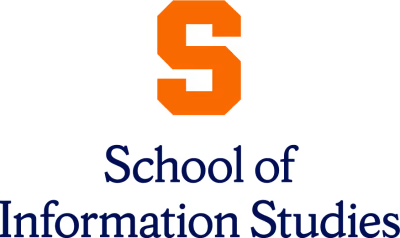 S
School of
Information Studies